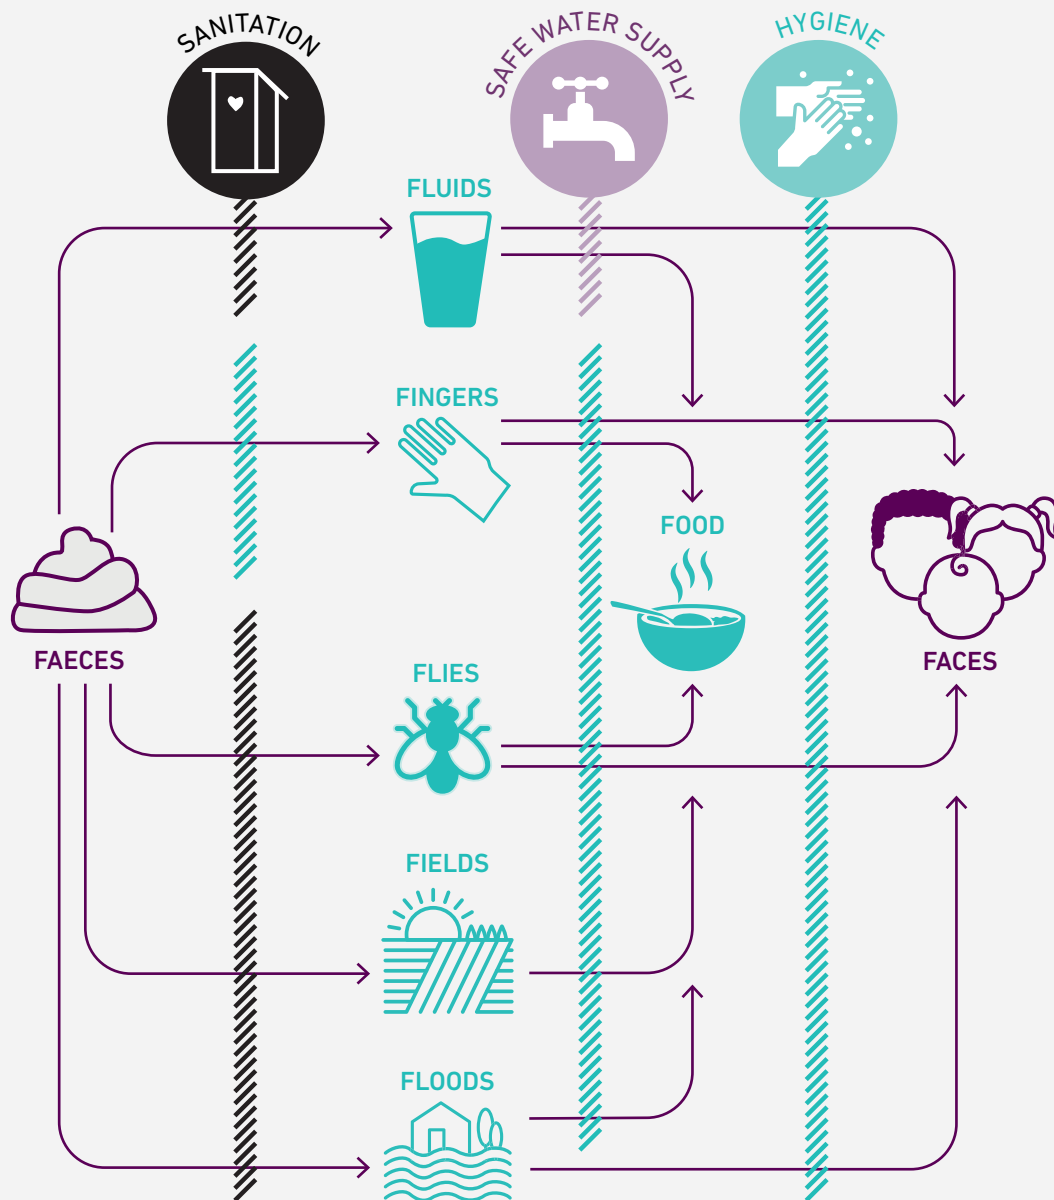 SANITATION
SAFE WATER SUPPLY
HYGIENE
FLUIDS
FINGERS
FOOD
FAECES
FACES
FLIES
FIELDS
FLOODS